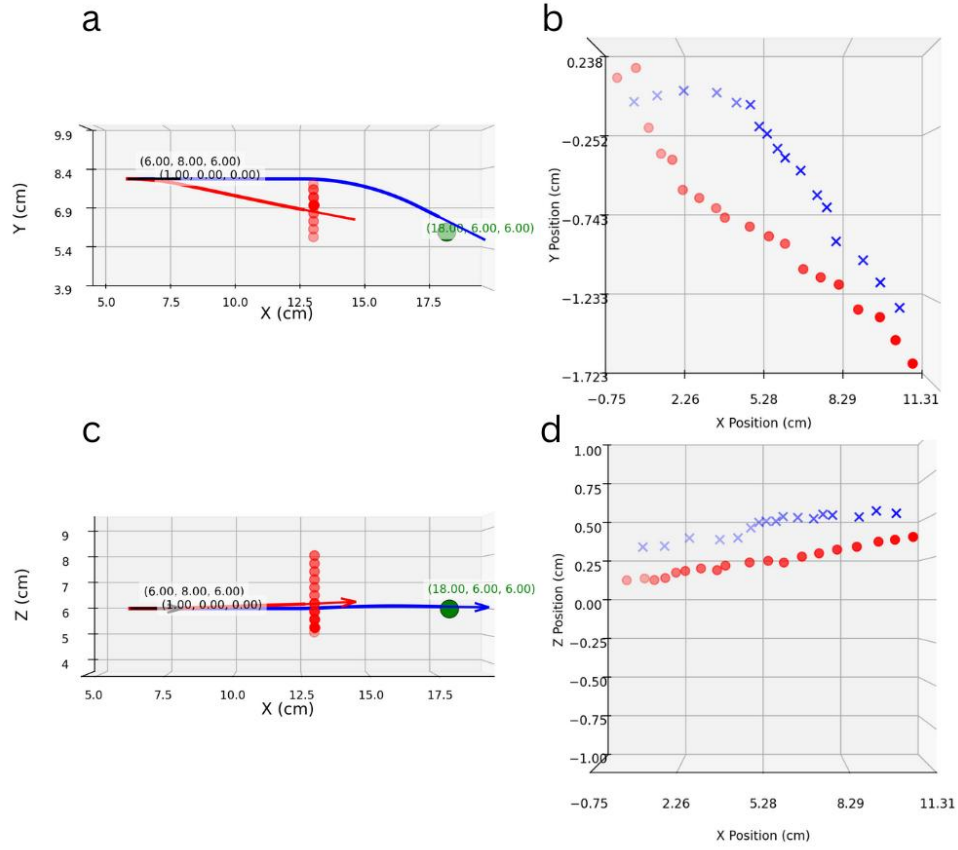 a
9.9
8.4
6.9
5.4
3.9
Y (cm)
(6.00, 8.00, 6.00)
(1.00, 0.00, 0.00)
(18.00, 6.00, 6.00)
5.0 7.5 10.0 12.5 15.0 17.5
X (cm)
b
0.238
−0.252
−0.743
−1.233
−1.723
Y Position (cm)
−0.75 2.26 5.28 8.29 11.31
X Position (cm)
c
9
8
7
6
5
4
Z (cm)
(6.00, 8.00, 6.00)
(1.00, 0.00, 0.00)
(18.00, 6.00, 6.00)
5.0 7.5 10.0 12.5 15.0 17.5
X (cm)
d
1.00
0.75
0.50
0.25
0.00
−0.25
−0.50
−0.75
−1.00
Z Position (cm)
−0.75 2.26 5.28 8.29 11.31
X Position (cm)